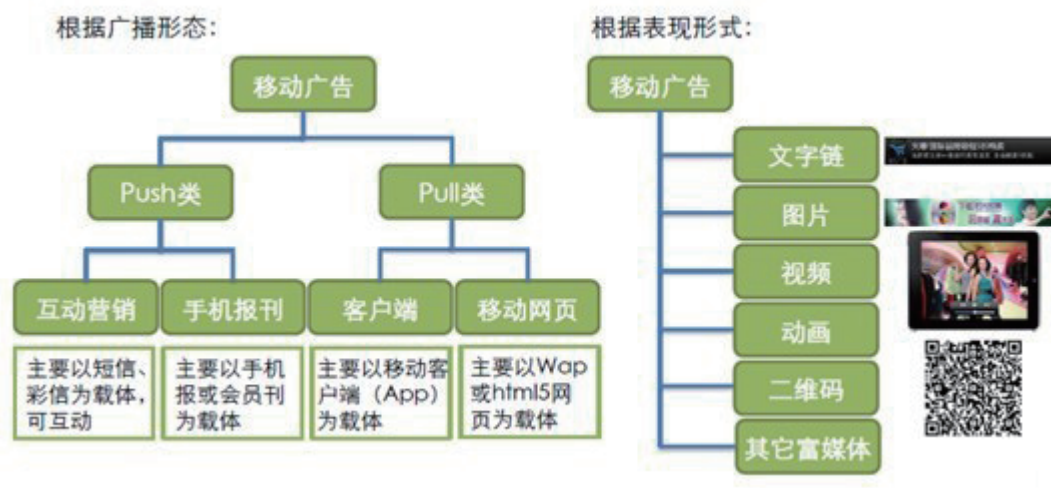 根据广播形态：
移动广告
Push类
Pull类
互动营销
手机报刊
客户端
移动网页
主要以短信、
彩信为载体，
可互动
主要以手机
报或会员刊
为载体
主要以移动客
户端（App）
为载体
主要以Wap
或html5网
页为载体
根据表现形式：
移动广告
文字链
图片
视频
动画
二维码
其它富媒体